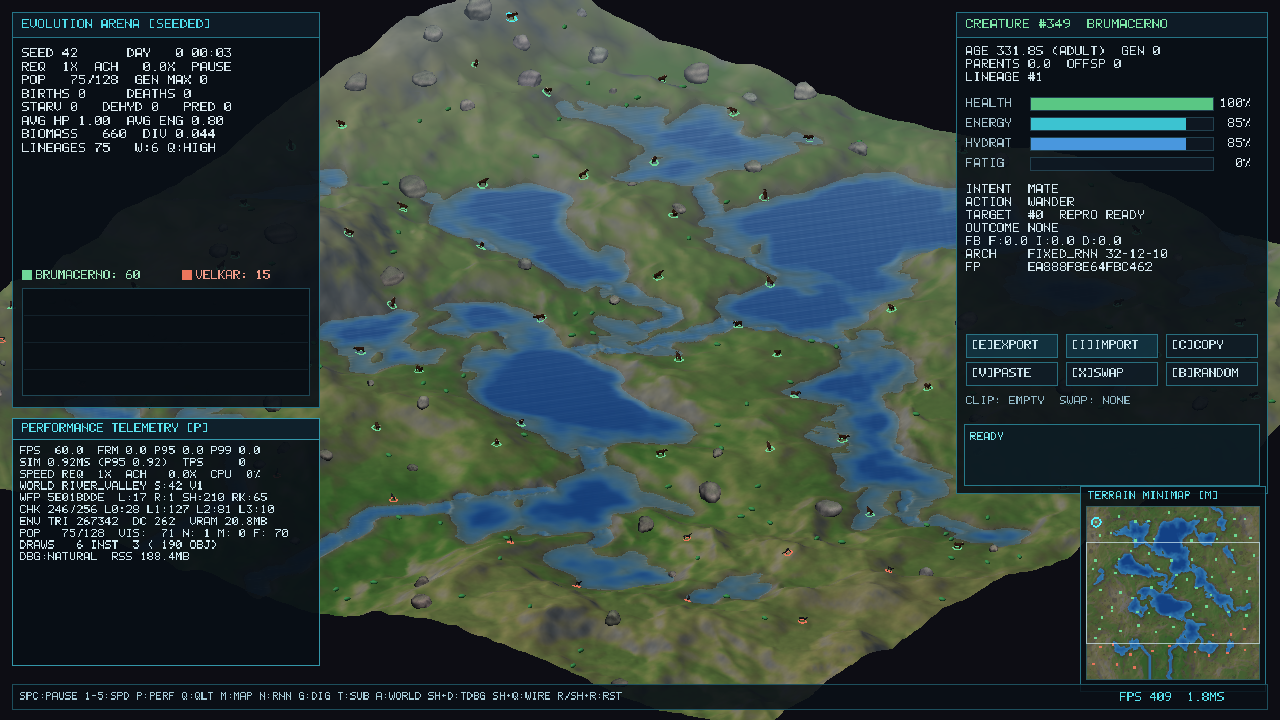 EVOLUTION ARENA [SEEDED]
SEED 42 DAY 0 00:03
REQ 1X ACH 0.0X PAUSE
POP 75/128 GEN MAX 0
BIRTHS 0 DEATHS 0
STARV 0 DEHYD 0 PRED 0
AVG HP 1.00 AVG ENG 0.80
BIOMASS 660 DIV 0.044
LINEAGES 75 W:6 Q:HIGH
BRUMACERNO: 60 VELKAR: 15
PERFORMANCE TELEMETRY [P]
FPS 60.0 FRM 0.0 P95 0.0 P99 0.0
SIM 0.92MS (P95 0.92) TPS 0
SPEED REQ 1X ACH 0.0X CPU 0%
WORLD RIVER_VALLEY S:42 V1
WFP 5E01BDDE L:17 R:1 SH:210 RK:65
CHK 246/256 L0:28 L1:127 L2:81 L3:10
ENV TRI 267342 DC 262 VRAM 20.8MB
POP 75/128 VIS: 71 N: 1 M: 0 F: 70
DRAWS 6 INST 3 ( 190 OBJ)
DBG:NATURAL RSS 188.4MB
CREATURE #349 BRUMACERNO
AGE 331.85 (ADULT) GEN 0
PARENTS 0,0 OFFSP 0
LINEAGE #1
HEALTH 100%
ENERGY 85%
HYDRAT 85%
FATIG 0%
INTENT MATE
ACTION WANDER
TARGET #0 REPRO READY
OUTCOME NONE
FB F:0.0 I:0.0 D:0.0
ARCH FIXED_RNN 32-12-10
FP EA888F8E64FBC462
[E]EXPORT [I]IMPORT [C]COPY
[V]PASTE [X]SWAP [B]RANDOM
CLIP: EMPTY SWAP: NONE
READY
TERRAIN MINIMAP [M]
SPC:PAUSE 1-5:SPD P:PERF Q:QLT M:MAP N:RNN G:DIG T:SUB A:WORLD SH+D:TDBG SH+Q:WIRE R/SH+R:RST
FPS 409 1.8MS